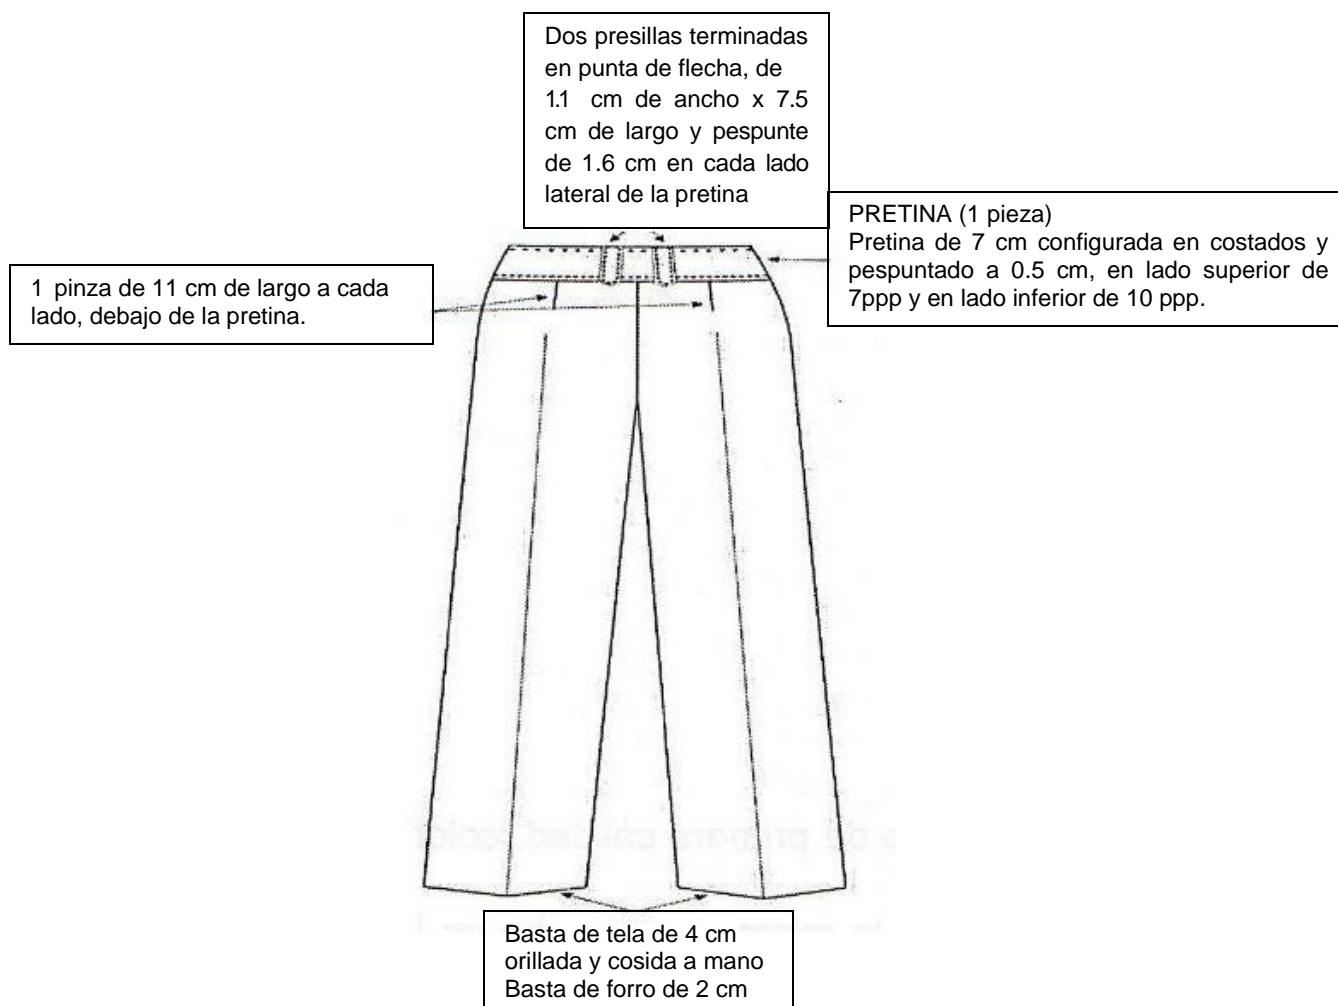 Dos presillas terminadas
en punta de flecha, de
1.1 cm de ancho x 7.5
cm de largo y pespunte
de 1.6 cm en cada lado
lateral de la pretina
PRETINA (1 pieza)
Pretina de 7 cm configurada en costados y
pespuntado a 0.5 cm, en lado superior de
7ppp y en lado inferior de 10 ppp.
1 pinza de 11 cm de largo a cada
lado, debajo de la pretina.
Basta de tela de 4 cm
orillada y cosida a mano
Basta de forro de 2 cm